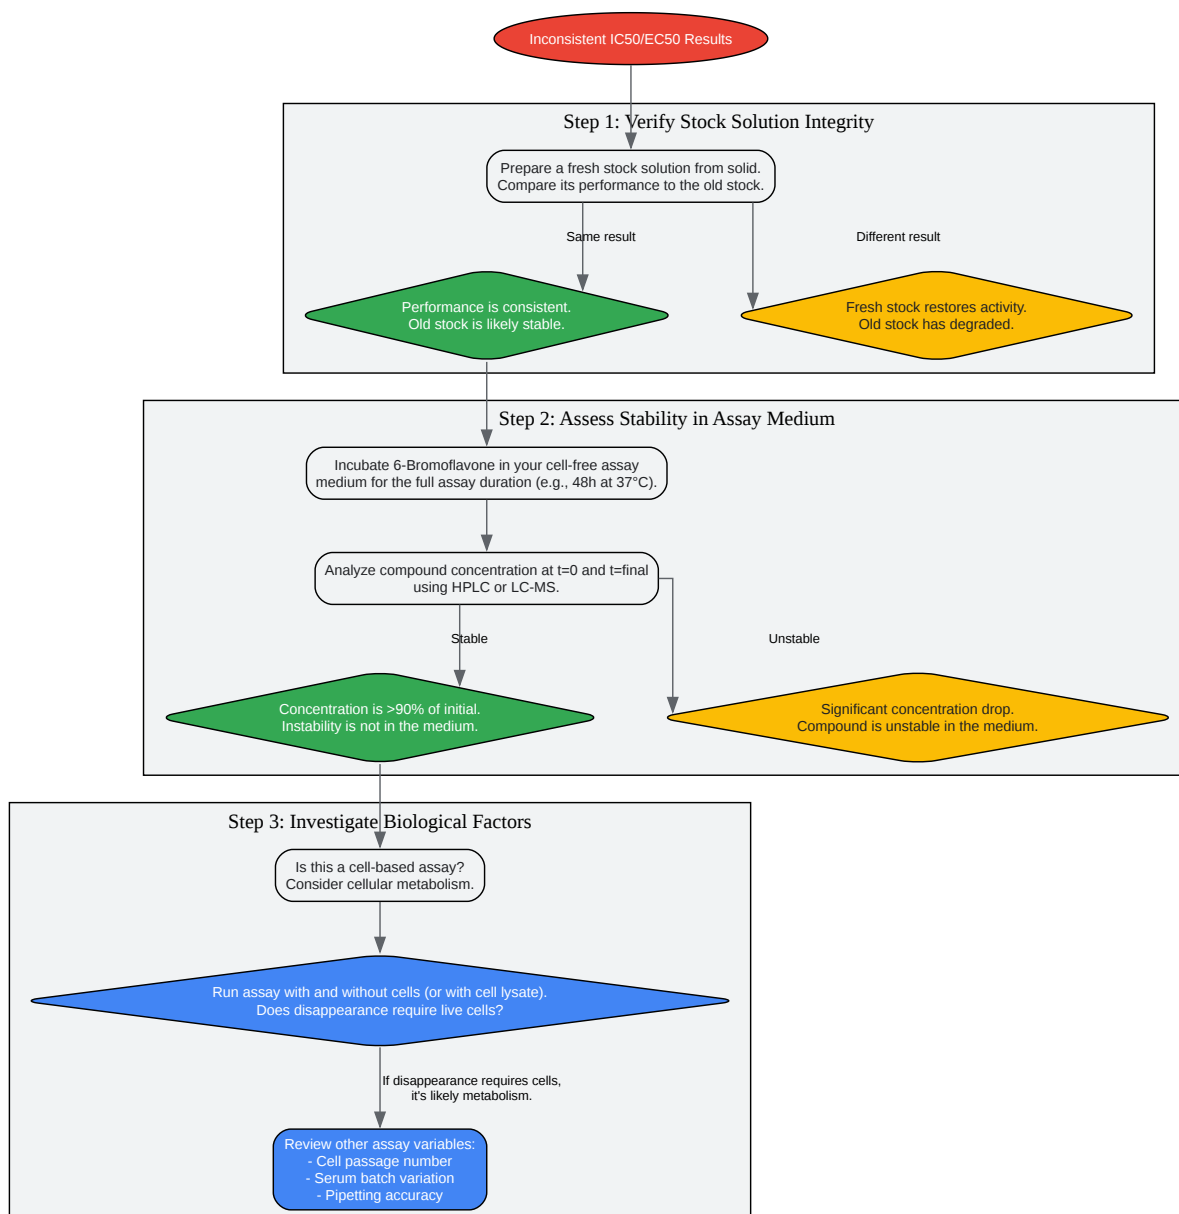 Inconsistent IC50/EC50 Results
Step 1: Verify Stock Solution Integrity
Prepare a fresh stock solution from solid.
Compare its performance to the old stock.
Same result
Different result
Performance is consistent.
Old stock is likely stable.
Fresh stock restores activity.
Old stock has degraded.
Step 2: Assess Stability in Assay Medium
Incubate 6-Bromoflavone in your cell-free assay
medium for the full assay duration (e.g., 48h at 37°C).
Analyze compound concentration at t=0 and t=final
using HPLC or LC-MS.
Stable
Unstable
Concentration is >90% of initial.
Instability is not in the medium.
Significant concentration drop.
Compound is unstable in the medium.
Step 3: Investigate Biological Factors
Is this a cell-based assay?
Consider cellular metabolism.
Run assay with and without cells (or with cell lysate).
Does disappearance require live cells?
If disappearance requires cells,
it's likely metabolism.
Review other assay variables:
- Cell passage number
- Serum batch variation
- Pipetting accuracy